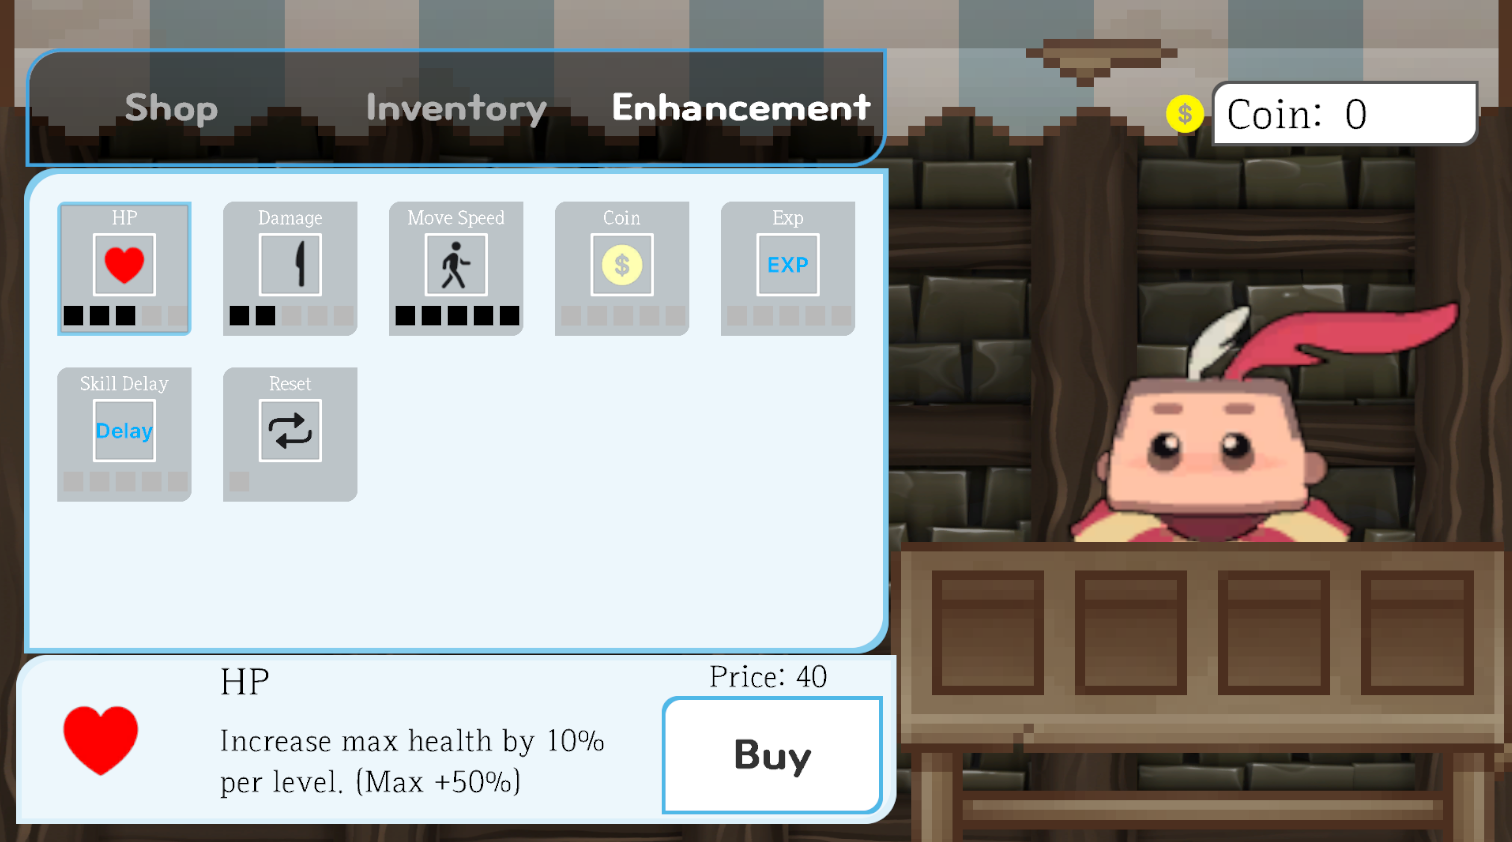 Shop Inventory Enhancement
$ Coin: 0
HP Damage Move Speed Coin Exp
$ EXP
Skill Delay Reset
Delay
HP
Price: 40
Increase max health by 10%
per level. (Max +50%)
Buy